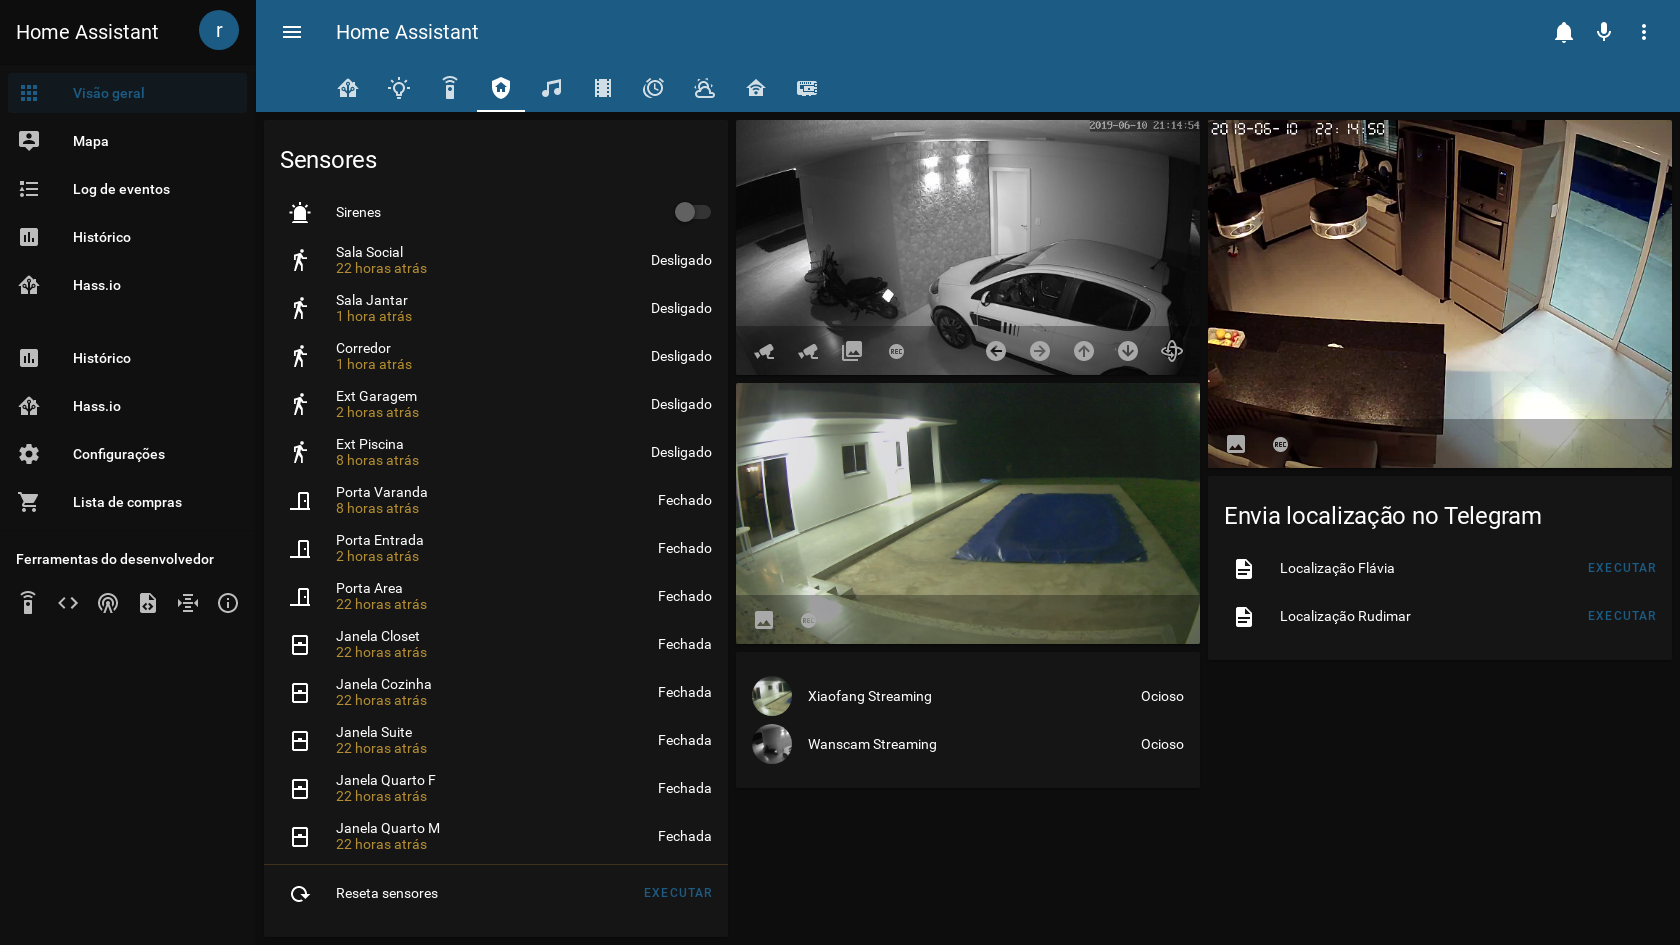 Home Assistant
r
Home Assistant
Visão geral
Mapa
Log de eventos
Histórico
Hass.io
Histórico
Hass.io
Configurações
Lista de compras
Ferramentas do desenvolvedor
Sensores
Sirenes
Sala Social
22 horas atrás
Desligado
Sala Jantar
1 hora atrás
Desligado
Corredor
1 hora atrás
Desligado
Ext Garagem
2 horas atrás
Desligado
Ext Piscina
8 horas atrás
Desligado
Porta Varanda
8 horas atrás
Fechado
Porta Entrada
2 horas atrás
Fechado
Porta Area
22 horas atrás
Fechado
Janela Closet
22 horas atrás
Fechada
Janela Cozinha
22 horas atrás
Fechada
Janela Suite
22 horas atrás
Fechada
Janela Quarto F
22 horas atrás
Fechada
Janela Quarto M
22 horas atrás
Fechada
Reseta sensores
EXECUTAR
2019-06-10 21:14:54
REC
REC
Xiaofang Streaming
Ocioso
Wanscam Streaming
Ocioso
2019-06-10 22:14:50
REC
Envia localização no Telegram
Localização Flávia
EXECUTAR
Localização Rudimar
EXECUTAR